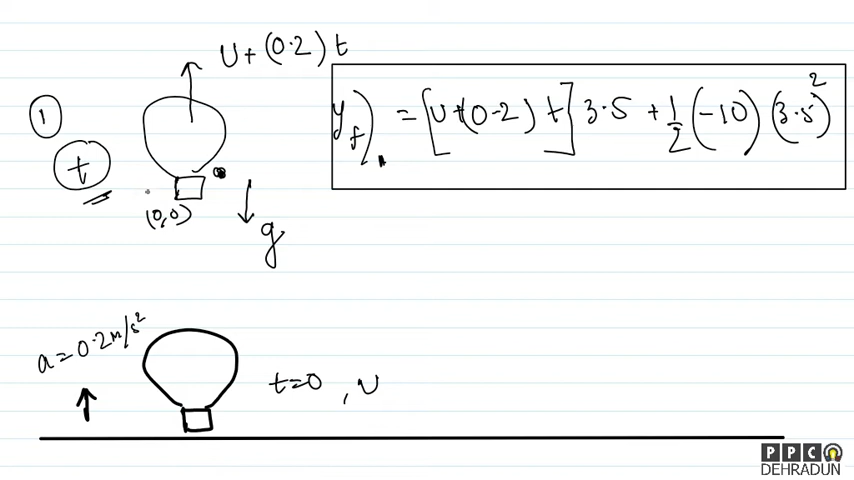 U + (0.2) t
y_f) = [U+(0.2) t] 3.5 + 1/2 (-10) (3.5)^2
1
t
(0,0)
g
a = 0.2 m/s^2
t=0, U
PPC
DEHRADUN